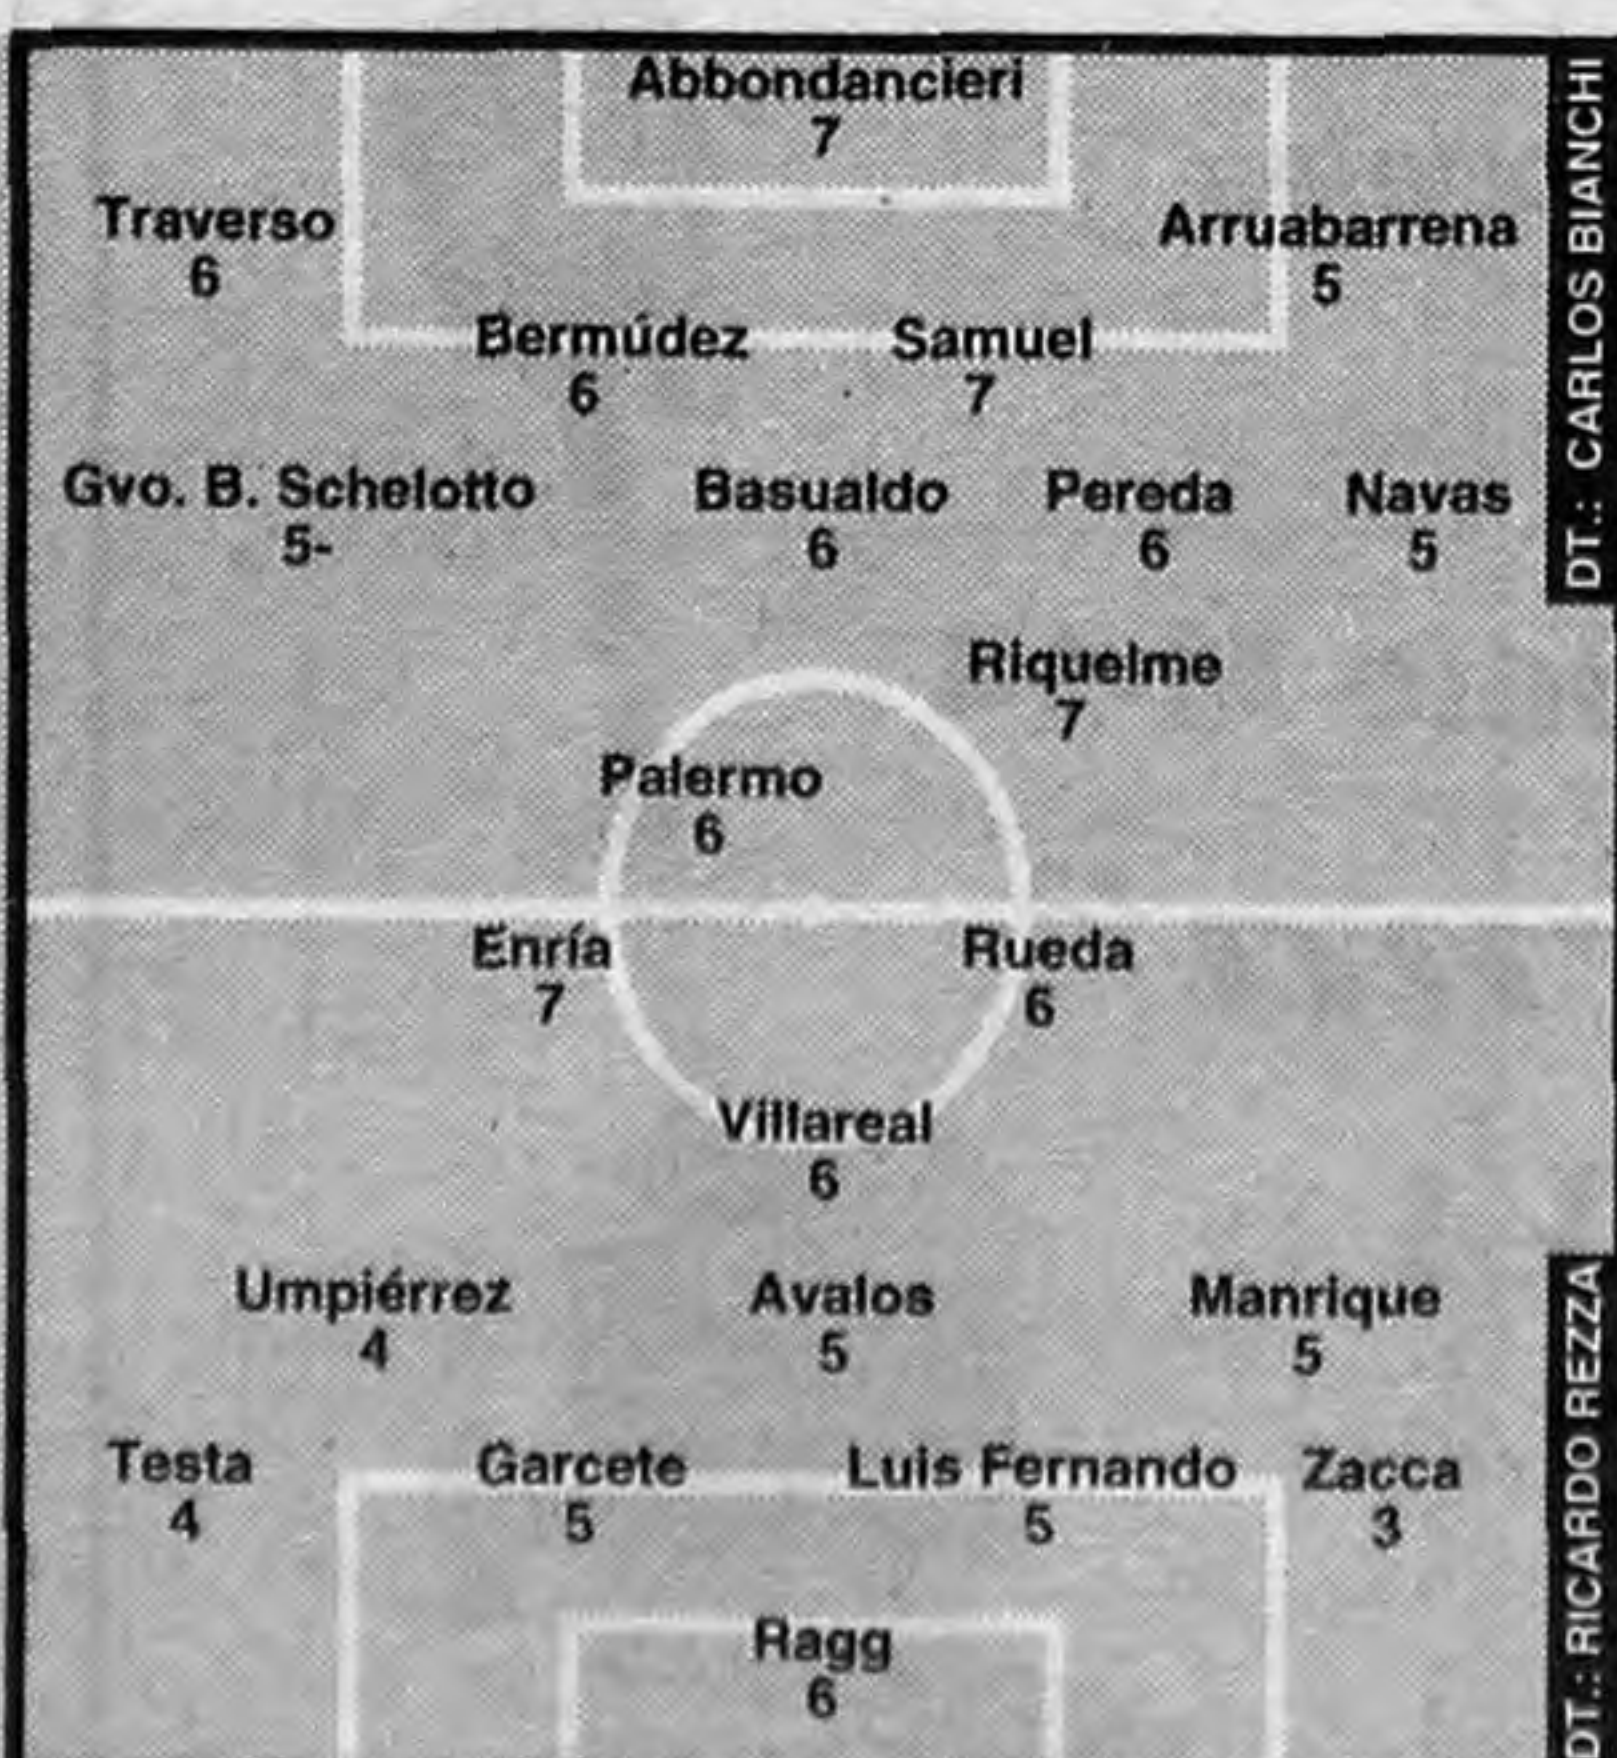 Abbondancieri
7
Traverso
6
Arruabarrena
5
Bermúdez
6
Samuel
7
Gvo. B. Schelotto
5-
Basualdo
6
Pereda
6
Navas
5
Riquelme
7
Palermo
6
DT.: CARLOS BIANCHI
Enría
7
Rueda
6
Villareal
6
Umpiérrez
4
Avalos
5
Manrique
5
Testa
4
Garcete
5
Luis Fernando
5
Zacca
3
Ragg
6
DT.: RICARDO REZZA